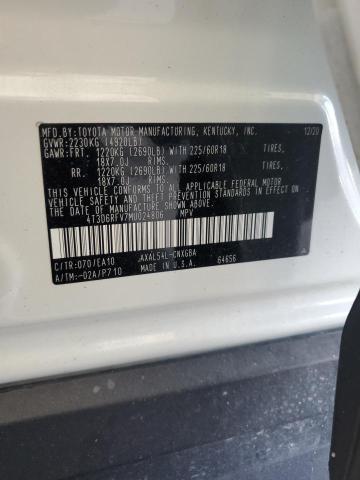 MFD.BY:TOYOTA MOTOR MANUFACTURING, KENTUCKY, INC. 12/20
GVWR:2230KG (4920LB)
GAWR:FRT. 1220KG (2690LB) WITH 225/60R18 TIRES,
18X7.0J RIMS.
RR. 1220KG (2690LB) WITH 225/60R18 TIRES,
18X7.0J RIMS.
THIS VEHICLE CONFORMS TO ALL APPLICABLE FEDERAL MOTOR
VEHICLE SAFETY, BUMPER, AND THEFT PREVENTION STANDARDS
IN EFFECT ON THE DATE OF MANUFACTURE SHOWN ABOVE.
4T3D6RFV7MU024806 MPV
C/TR:070/EA10 AXAL54L-CNXGBA
A/TM:-02A/P710 MADE IN U.S.A. 64656